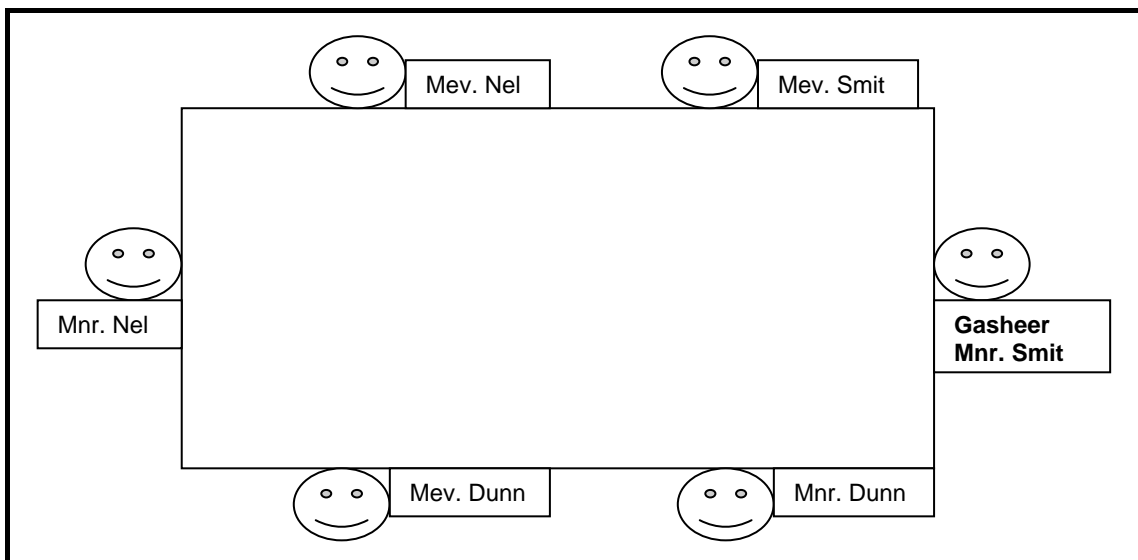 Mev. Nel
Mev. Smit
Mnr. Nel
Gasheer
Mnr. Smit
Mev. Dunn
Mnr. Dunn